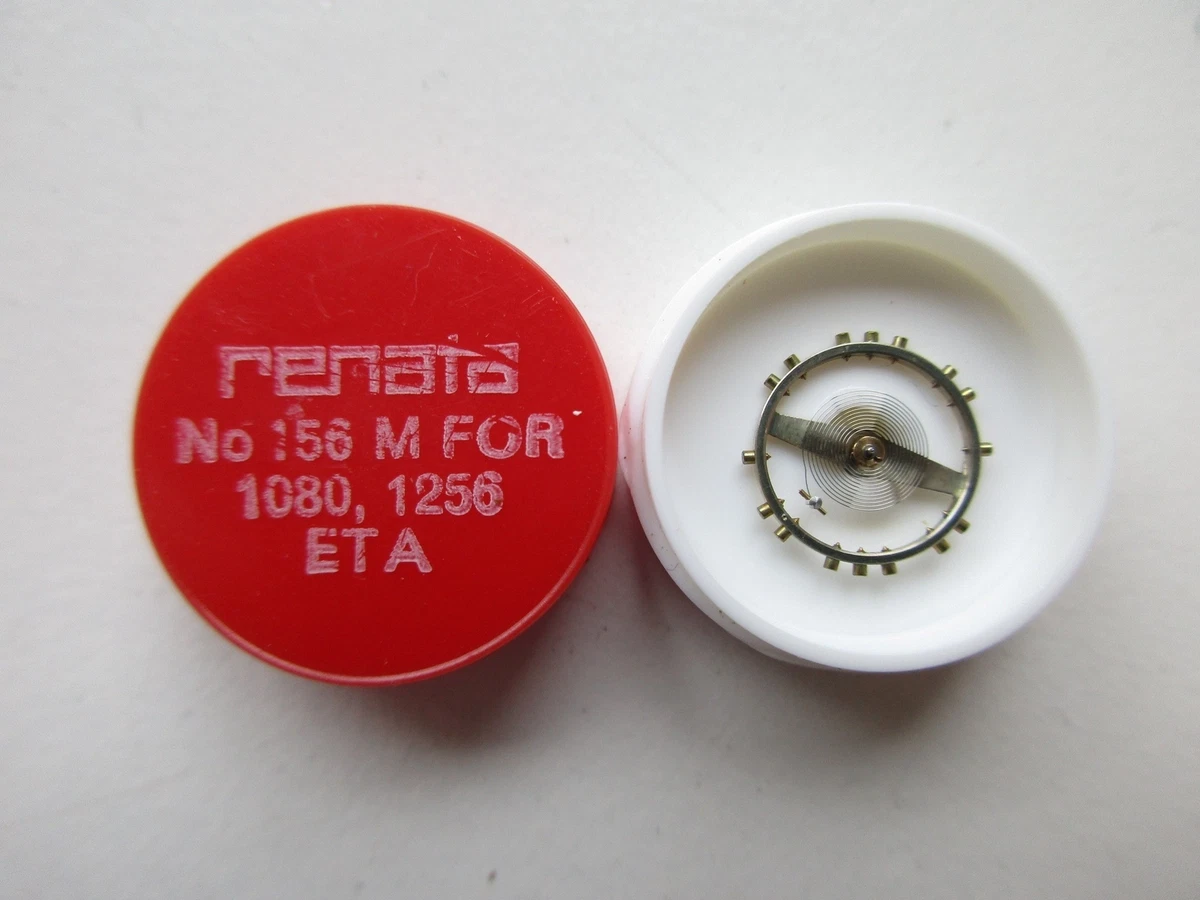 renata
No 156 M FOR
1080, 1256
ETA